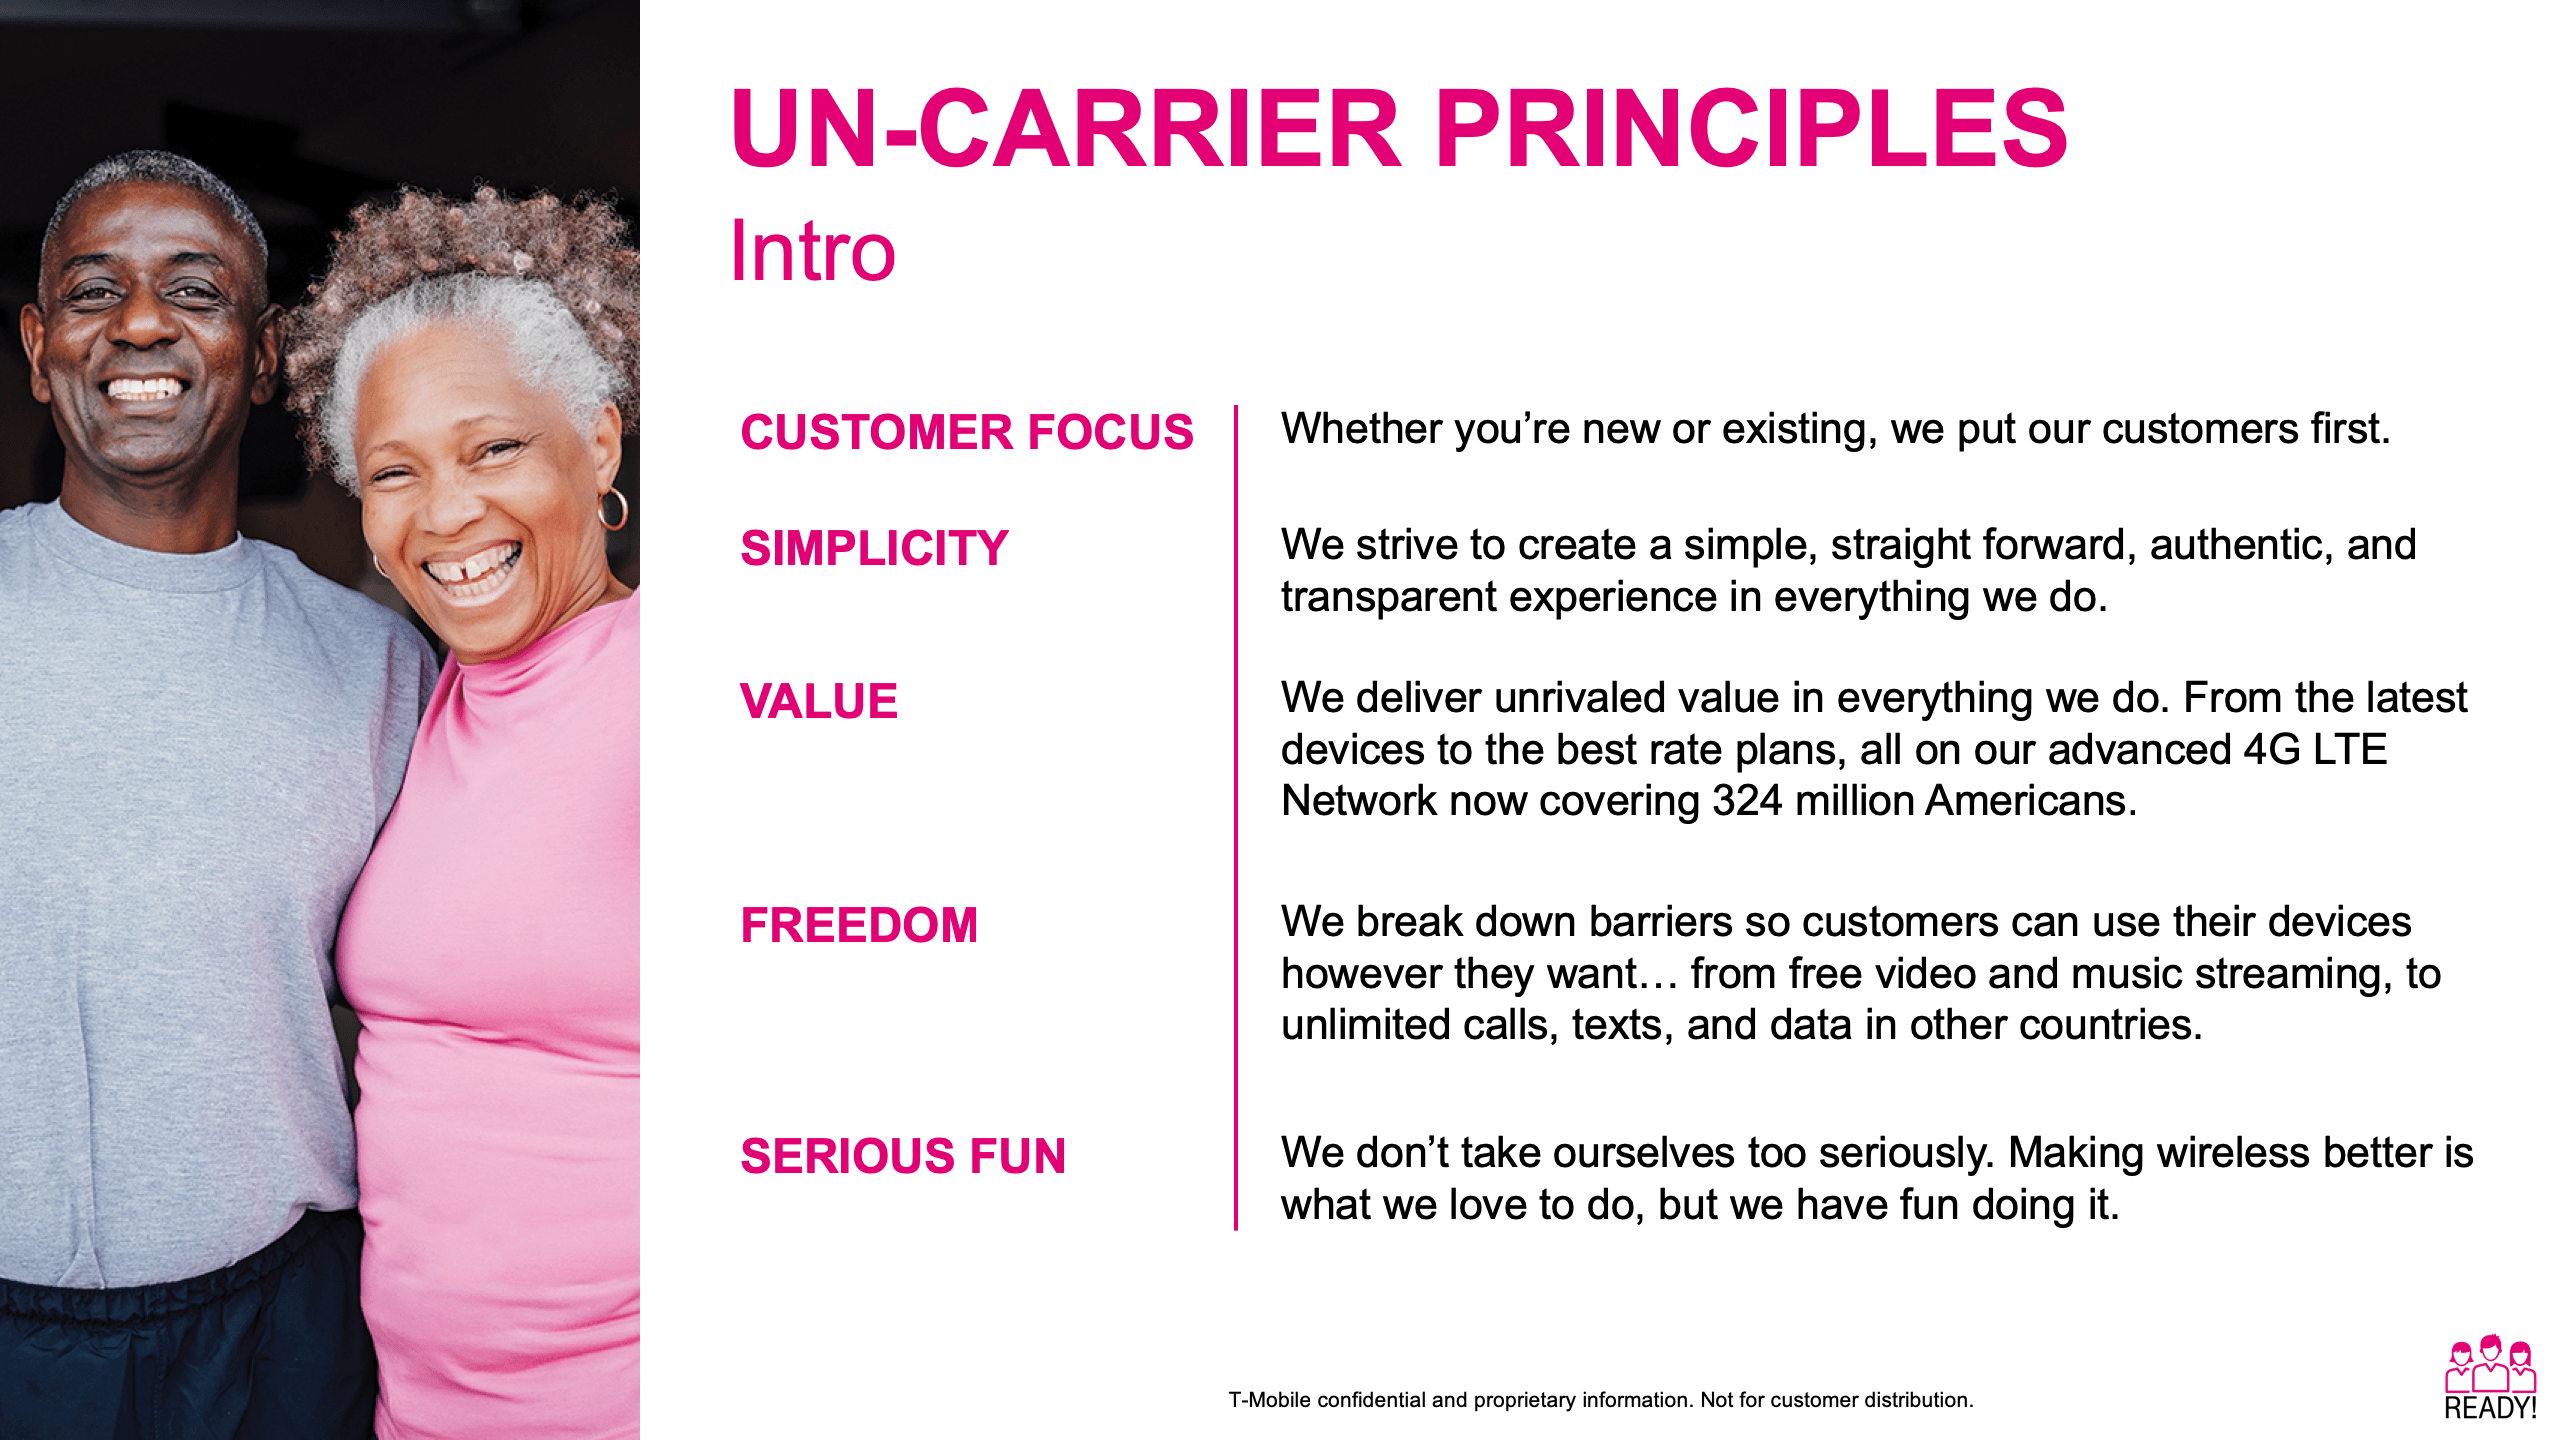 UN-CARRIER PRINCIPLES
Intro
CUSTOMER FOCUS
Whether you’re new or existing, we put our customers first.
SIMPLICITY
We strive to create a simple, straight forward, authentic, and
transparent experience in everything we do.
VALUE
We deliver unrivaled value in everything we do. From the latest
devices to the best rate plans, all on our advanced 4G LTE
Network now covering 324 million Americans.
FREEDOM
We break down barriers so customers can use their devices
however they want… from free video and music streaming, to
unlimited calls, texts, and data in other countries.
SERIOUS FUN
We don’t take ourselves too seriously. Making wireless better is
what we love to do, but we have fun doing it.
T-Mobile confidential and proprietary information. Not for customer distribution.
READY!